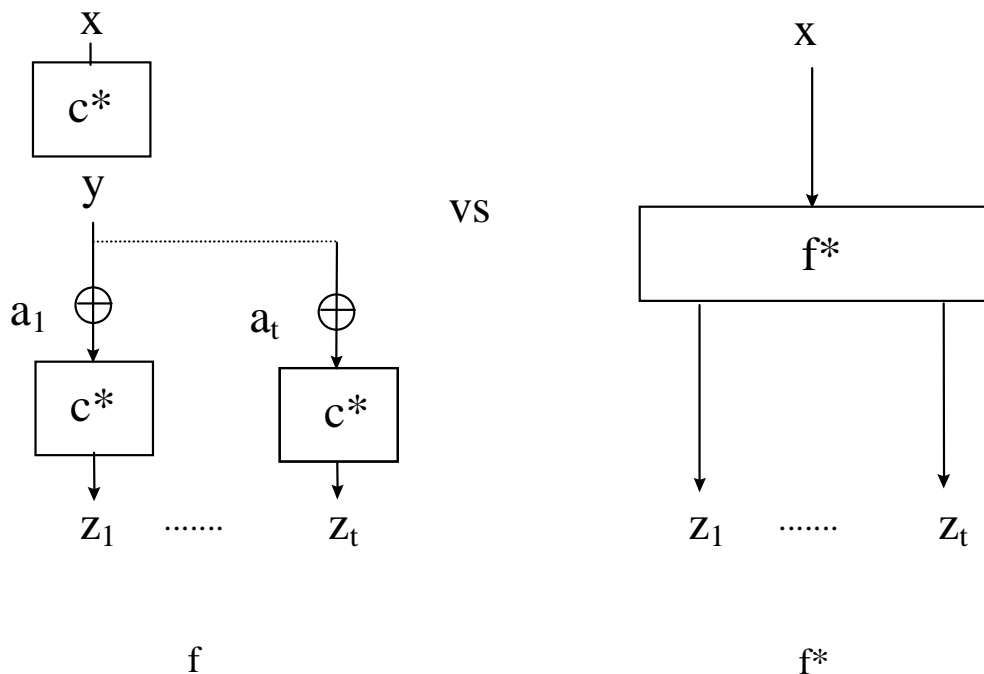 x
c*
y
a₁
aₜ
c*
c*
z₁ ....... zₜ
f
vs
x
f*
z₁ ....... zₜ
f*